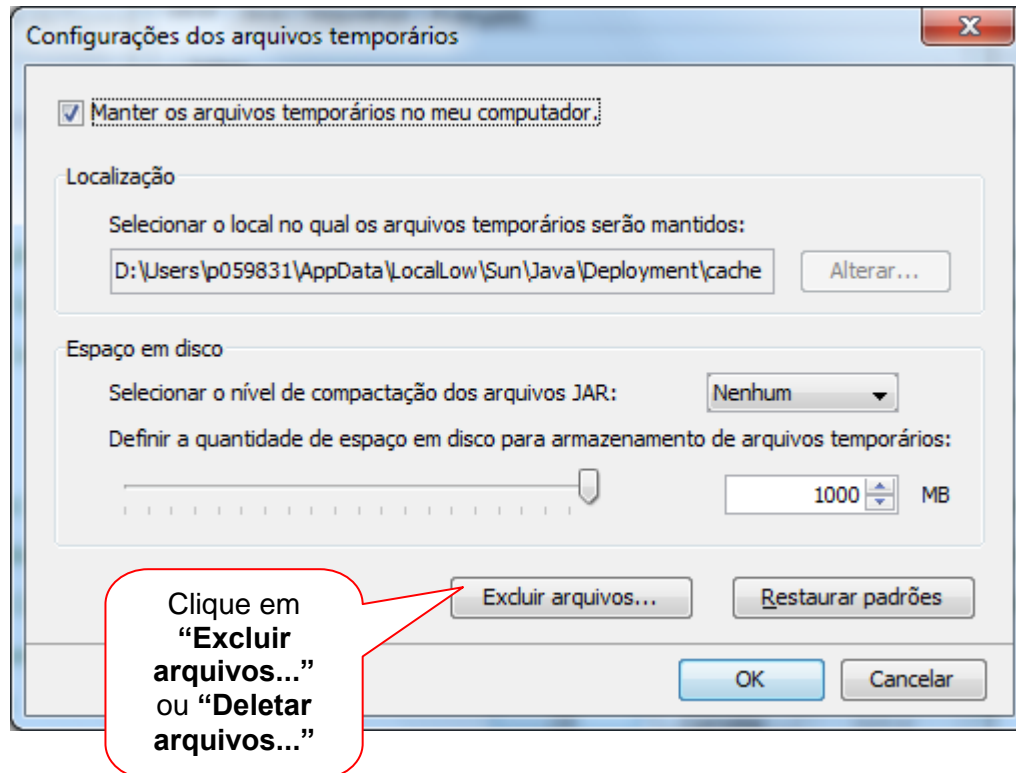 Configurações dos arquivos temporários
Manter os arquivos temporários no meu computador.
Localização
Selecionar o local no qual os arquivos temporários serão mantidos:
D:\Users\p059831\AppData\LocalLow\Sun\Java\Deployment\cache
Alterar...
Espaço em disco
Selecionar o nível de compactação dos arquivos JAR:
Nenhum
Definir a quantidade de espaço em disco para armazenamento de arquivos temporários:
1000 MB
Excluir arquivos...
Restaurar padrões
Clique em
“Excluir
arquivos...”
ou “Deletar
arquivos...”
OK
Cancelar